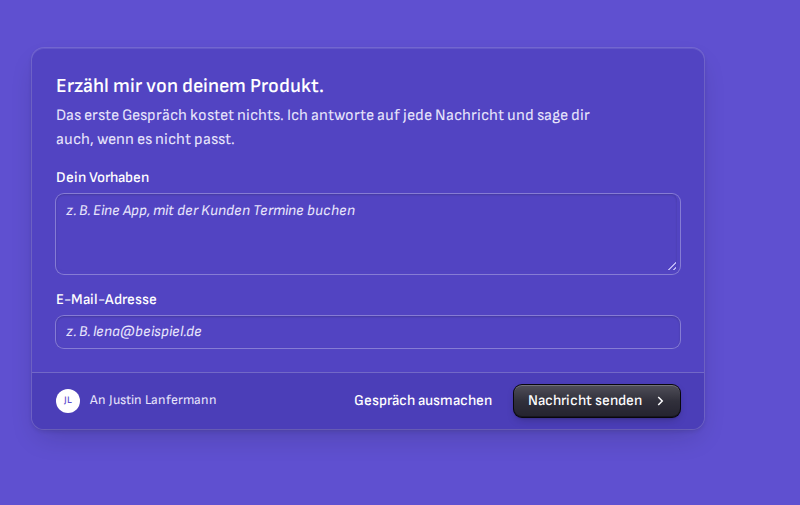 Erzähl mir von deinem Produkt.
Das erste Gespräch kostet nichts. Ich antworte auf jede Nachricht und sage dir
auch, wenn es nicht passt.
Dein Vorhaben
z. B. Eine App, mit der Kunden Termine buchen
E-Mail-Adresse
z. B. lena@beispiel.de
JL An Justin Lanfermann Gespräch ausmachen Nachricht senden